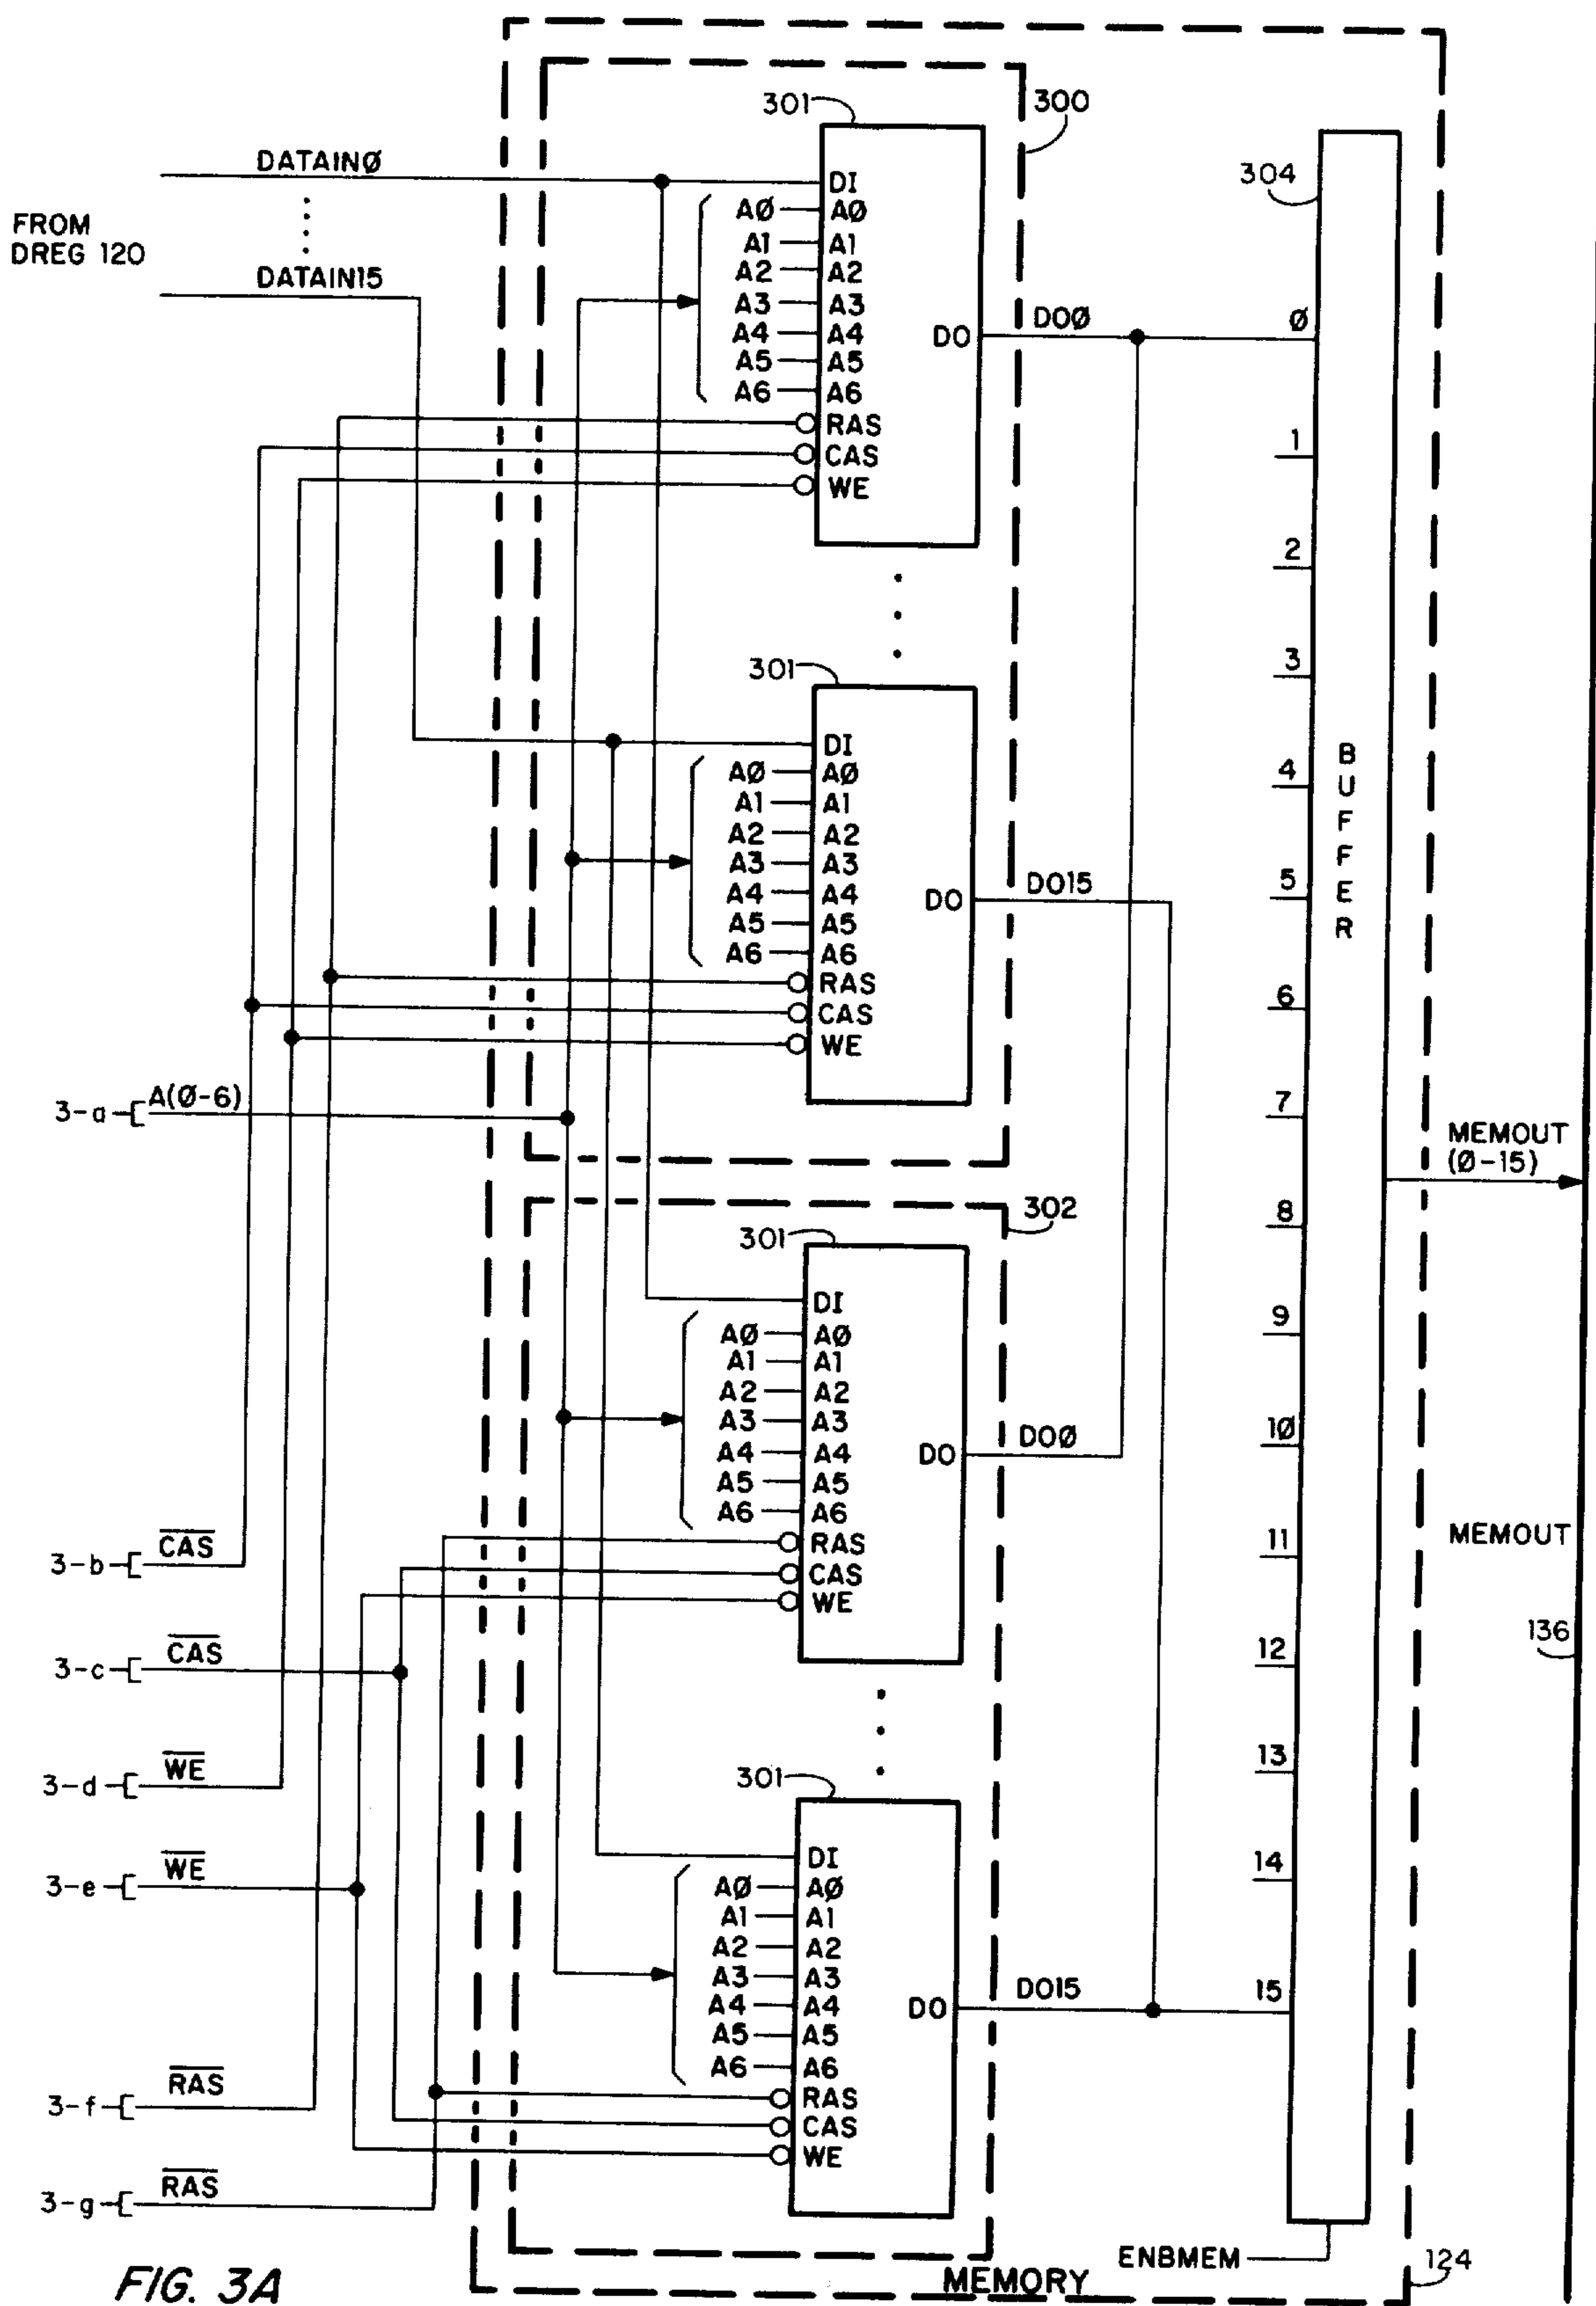 301
300
DATAINØ
FROM
DREG 120
DATAIN15
304
DI
AØ AØ
A1 A1
A2 A2
A3 A3
A4 A4
A5 A5
A6 A6
RAS
CAS
WE
DO
DOØ
Ø
1
2
3
4
5
6
7
8
9
1Ø
11
12
13
14
15
BUFFER
301
DI
AØ AØ
A1 A1
A2 A2
A3 A3
A4 A4
A5 A5
A6 A6
RAS
CAS
WE
DO
DO15
3-a A(Ø-6)
MEMOUT
(Ø-15)
302
301
DI
AØ AØ
A1 A1
A2 A2
A3 A3
A4 A4
A5 A5
A6 A6
RAS
CAS
WE
DO
DOØ
3-b C̅A̅S̅
3-c C̅A̅S̅
3-d W̅E̅
3-e W̅E̅
3-f R̅A̅S̅
3-g R̅A̅S̅
MEMOUT
136
301
DI
AØ AØ
A1 A1
A2 A2
A3 A3
A4 A4
A5 A5
A6 A6
RAS
CAS
WE
DO
DO15
ENBMEM
124
MEMORY
FIG. 3A